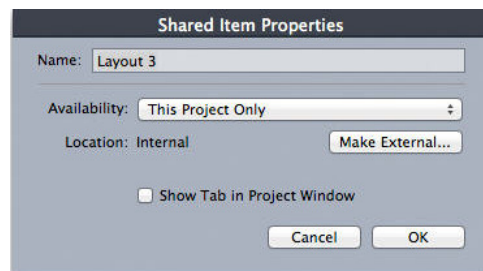 Shared Item Properties
Name: Layout 3
Availability: This Project Only
Location: Internal Make External...
Show Tab in Project Window
Cancel OK